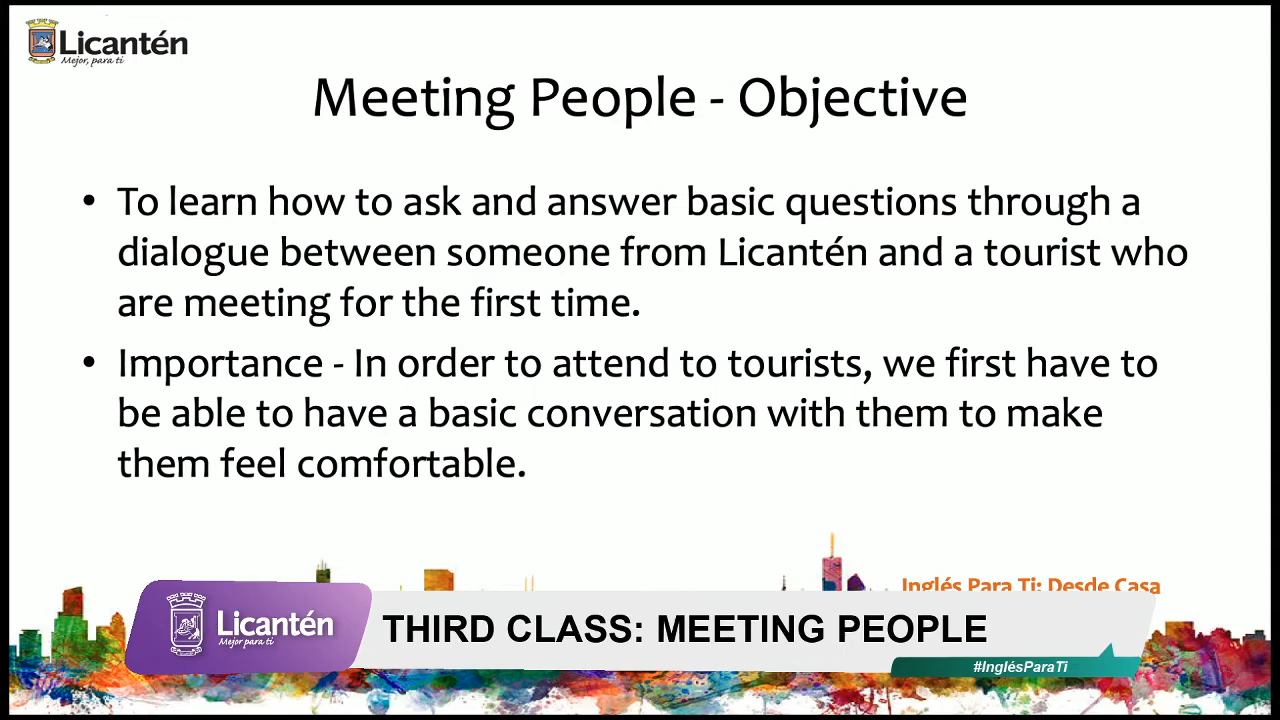 Licantén
Mejor, para ti
Meeting People - Objective
• To learn how to ask and answer basic questions through a
dialogue between someone from Licantén and a tourist who
are meeting for the first time.
• Importance - In order to attend to tourists, we first have to
be able to have a basic conversation with them to make
them feel comfortable.
Inglés Para Ti: Desde Casa
Licantén
Mejor para ti
THIRD CLASS: MEETING PEOPLE
#InglésParaTi